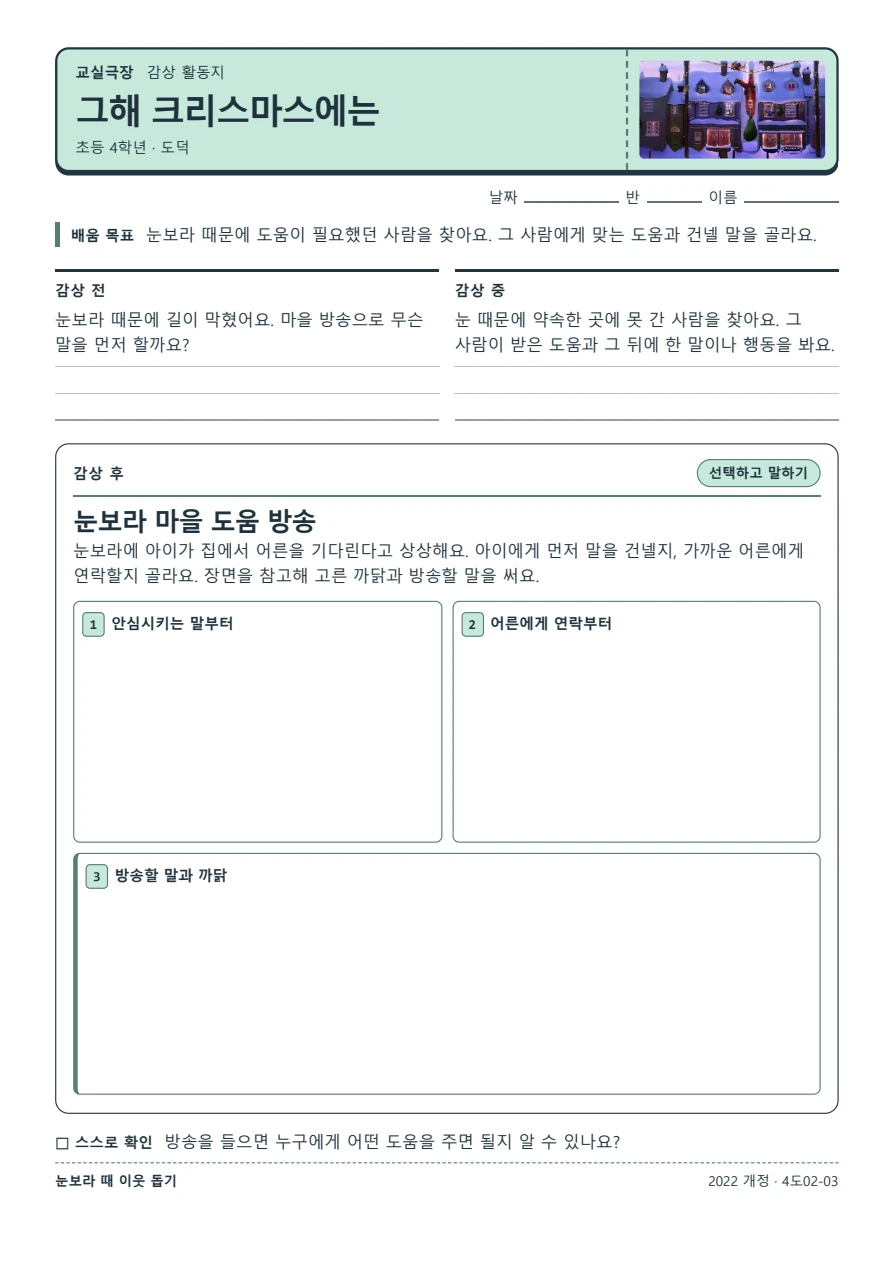 교실극장 감상 활동지
그해 크리스마스에는
초등 4학년 · 도덕
날짜 반 이름
배움 목표 눈보라 때문에 도움이 필요했던 사람을 찾아요. 그 사람에게 맞는 도움과 건넬 말을 골라요.
감상 전
눈보라 때문에 길이 막혔어요. 마을 방송으로 무슨
말을 먼저 할까요?
감상 중
눈 때문에 약속한 곳에 못 간 사람을 찾아요. 그
사람이 받은 도움과 그 뒤에 한 말이나 행동을 봐요.
감상 후
선택하고 말하기
눈보라 마을 도움 방송
눈보라에 아이가 집에서 어른을 기다린다고 상상해요. 아이에게 먼저 말을 건넬지, 가까운 어른에게
연락할지 골라요. 장면을 참고해 고른 까닭과 방송할 말을 써요.
1 안심시키는 말부터
2 어른에게 연락부터
3 방송할 말과 까닭
스스로 확인 방송을 들으면 누구에게 어떤 도움을 주면 될지 알 수 있나요?
눈보라 때 이웃 돕기
2022 개정 · 4도02-03